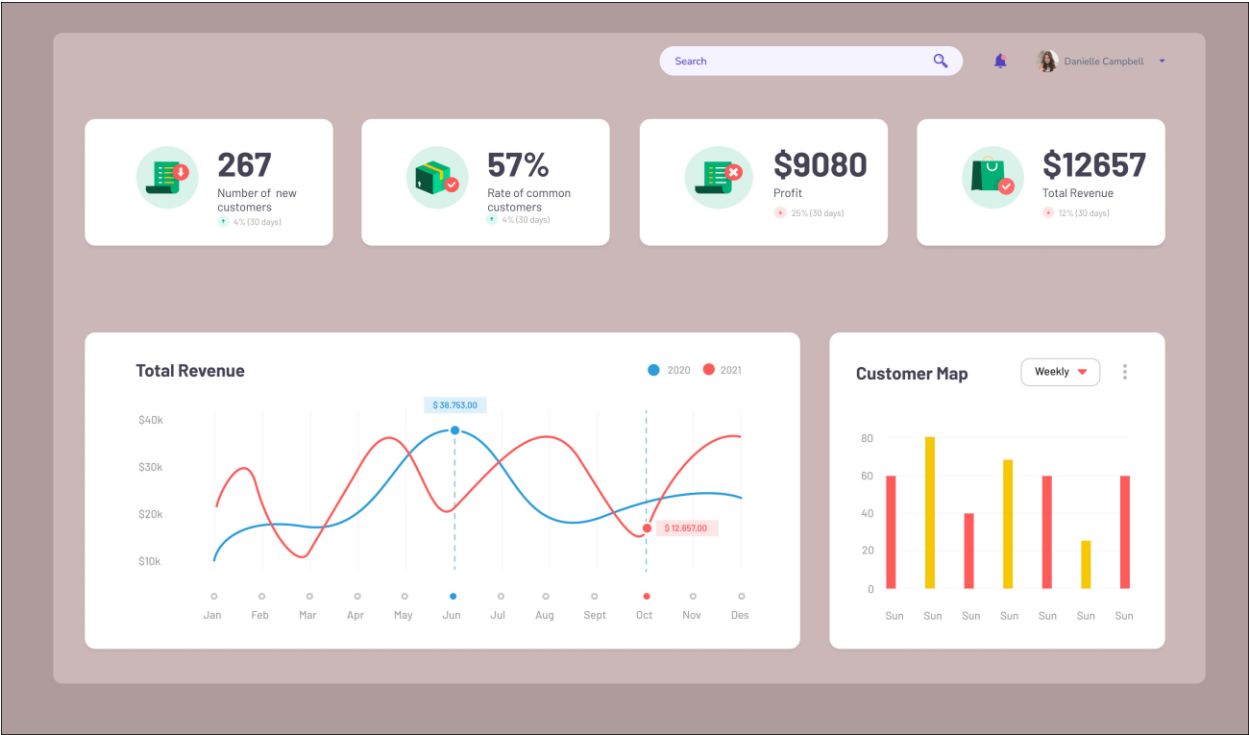 Search
Danielle Campbell
267
Number of new
customers
4% (30 days)
57%
Rate of common
customers
4% (30 days)
$9080
Profit
25% (30 days)
$12657
Total Revenue
12% (30 days)
Total Revenue
2020
2021
$ 38.753.00
$40k
$30k
$20k
$10k
$ 12.657.00
Jan Feb Mar Apr May Jun Jul Aug Sept Oct Nov Des
Customer Map
Weekly
80
60
40
20
0
Sun Sun Sun Sun Sun Sun Sun